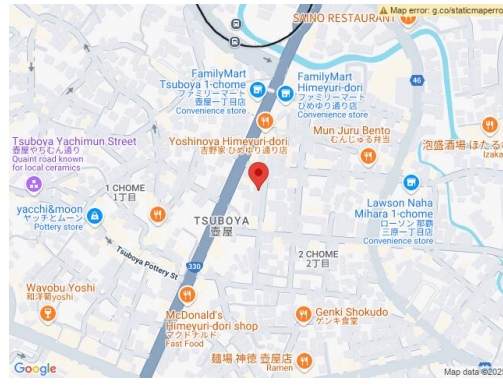 Map error: g.co/staticmaperro
SAINO RESTAURANT
FamilyMart
Tsuboya 1-chome
ファミリーマート
壺屋一丁目店
Convenience store
FamilyMart
Himeyuri-dori
ファミリーマート
ひめゆり通り店
Convenience store
46
Yoshinoya Himeyuri-dori
吉野家 ひめゆり通り店
Mun Juru Bento
むんじゅる弁当
泡盛酒場 ほたる
Izaka
Tsuboya Yachimun Street
壺屋やちむん通り
Quaint road known
for local ceramics
1 CHOME
1丁目
Lawson Naha
Mihara 1-chome
ローソン 那覇
三原一丁目店
Convenience store
yacchi&moon
ヤッチとムーン
Pottery store
TSUBOYA
壺屋
Tsuboya Pottery St
330
2 CHOME
2丁目
Wayobu Yoshi
和洋葡yoshi
McDonald's
Himeyuri-dori shop
マクドナルド
Fast Food
Genki Shokudo
ゲンキ食堂
麺場 神徳 壺屋店
Ramen
Google
Map data ©2025